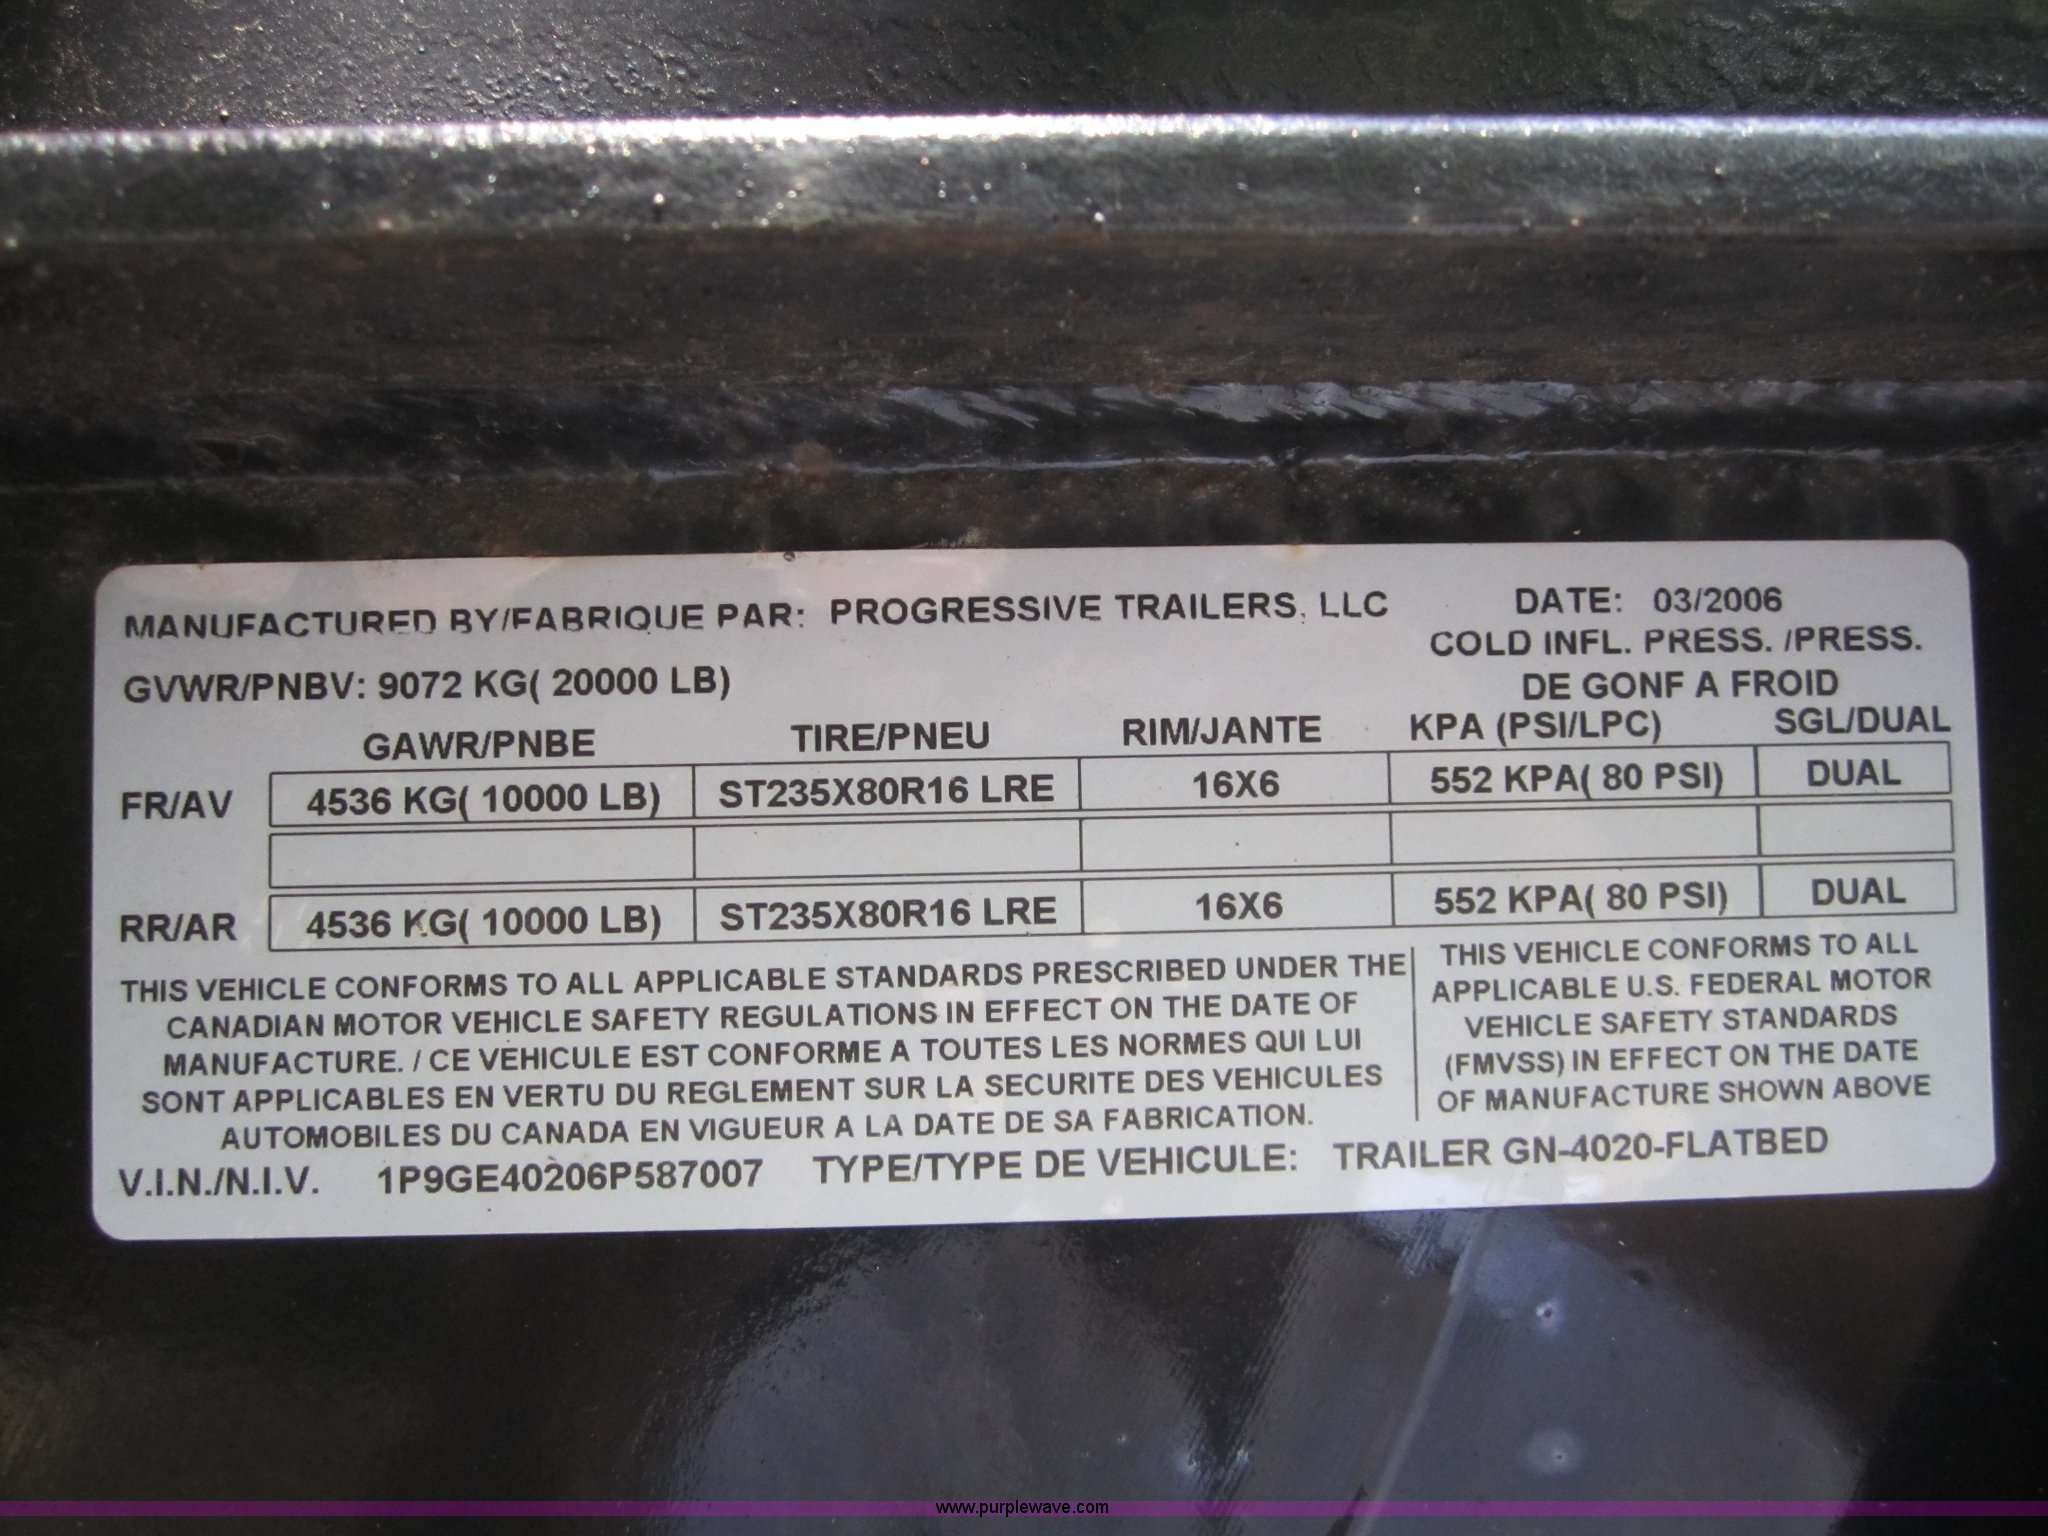 MANUFACTURED BY/FABRIQUE PAR: PROGRESSIVE TRAILERS, LLC DATE: 03/2006
GVWR/PNBV: 9072 KG( 20000 LB)
COLD INFL. PRESS. /PRESS.
DE GONF A FROID
GAWR/PNBE TIRE/PNEU RIM/JANTE KPA (PSI/LPC) SGL/DUAL
FR/AV 4536 KG( 10000 LB) ST235X80R16 LRE 16X6 552 KPA( 80 PSI) DUAL
RR/AR 4536 KG( 10000 LB) ST235X80R16 LRE 16X6 552 KPA( 80 PSI) DUAL
THIS VEHICLE CONFORMS TO ALL APPLICABLE STANDARDS PRESCRIBED UNDER THE
CANADIAN MOTOR VEHICLE SAFETY REGULATIONS IN EFFECT ON THE DATE OF
MANUFACTURE. / CE VEHICULE EST CONFORME A TOUTES LES NORMES QUI LUI
SONT APPLICABLES EN VERTU DU REGLEMENT SUR LA SECURITE DES VEHICULES
AUTOMOBILES DU CANADA EN VIGUEUR A LA DATE DE SA FABRICATION.
THIS VEHICLE CONFORMS TO ALL
APPLICABLE U.S. FEDERAL MOTOR
VEHICLE SAFETY STANDARDS
(FMVSS) IN EFFECT ON THE DATE
OF MANUFACTURE SHOWN ABOVE
V.I.N./N.I.V. 1P9GE40206P587007 TYPE/TYPE DE VEHICULE: TRAILER GN-4020-FLATBED
www.purplewave.com